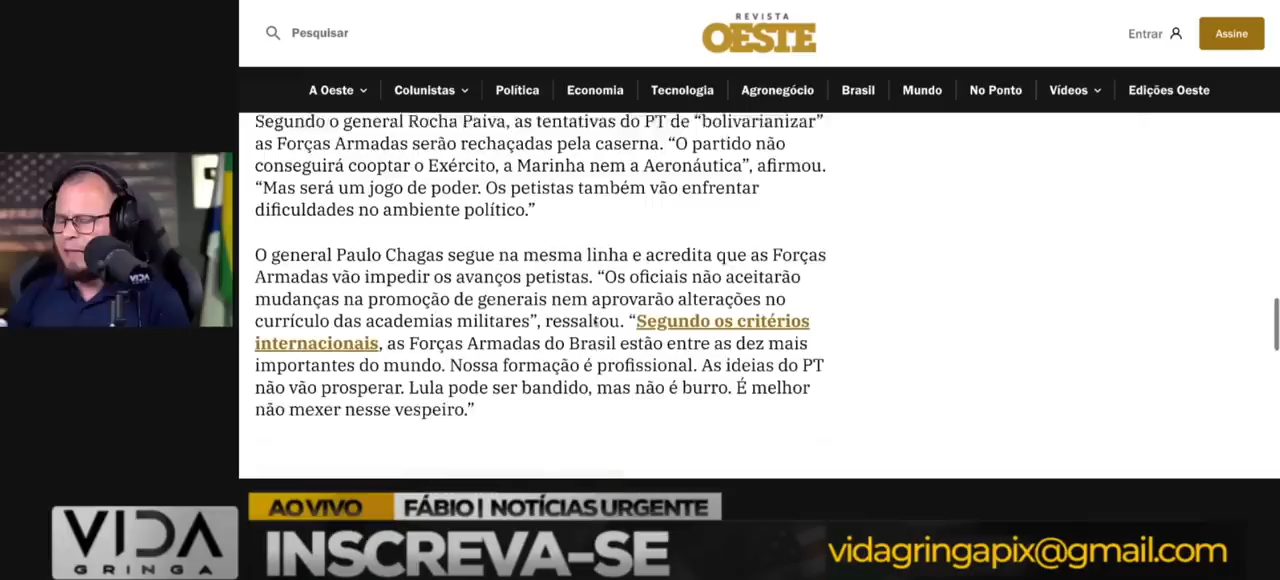 Pesquisar
REVISTA
OESTE
Entrar
Assine
A Oeste
Colunistas
Política
Economia
Tecnologia
Agronegócio
Brasil
Mundo
No Ponto
Vídeos
Edições Oeste
Segundo o general Rocha Paiva, as tentativas do PT de “bolivarianizar”
as Forças Armadas serão rechaçadas pela caserna. “O partido não
conseguirá cooptar o Exército, a Marinha nem a Aeronáutica”, afirmou.
“Mas será um jogo de poder. Os petistas também vão enfrentar
dificuldades no ambiente político.”
O general Paulo Chagas segue na mesma linha e acredita que as Forças
Armadas vão impedir os avanços petistas. “Os oficiais não aceitarão
mudanças na promoção de generais nem aprovarão alterações no
currículo das academias militares”, ressaltou. “Segundo os critérios
internacionais, as Forças Armadas do Brasil estão entre as dez mais
importantes do mundo. Nossa formação é profissional. As ideias do PT
não vão prosperar. Lula pode ser bandido, mas não é burro. É melhor
não mexer nesse vespeiro.”
VIDA
AO VIVO
FÁBIO | NOTÍCIAS URGENTE
VIDA
GRINGA
INSCREVA-SE
vidagringapix@gmail.com